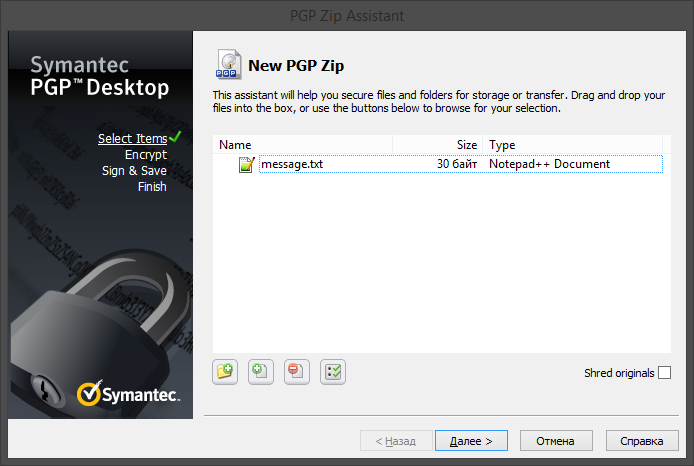 PGP Zip Assistant
Symantec
PGP™ Desktop
Select Items
Encrypt
Sign & Save
Finish
Symantec.
PGP
New PGP Zip
This assistant will help you secure files and folders for storage or transfer. Drag and drop your
files into the box, or use the buttons below to browse for your selection.
Name Size Type
message.txt 30 байт Notepad++ Document
Shred originals
< Назад Далее > Отмена Справка